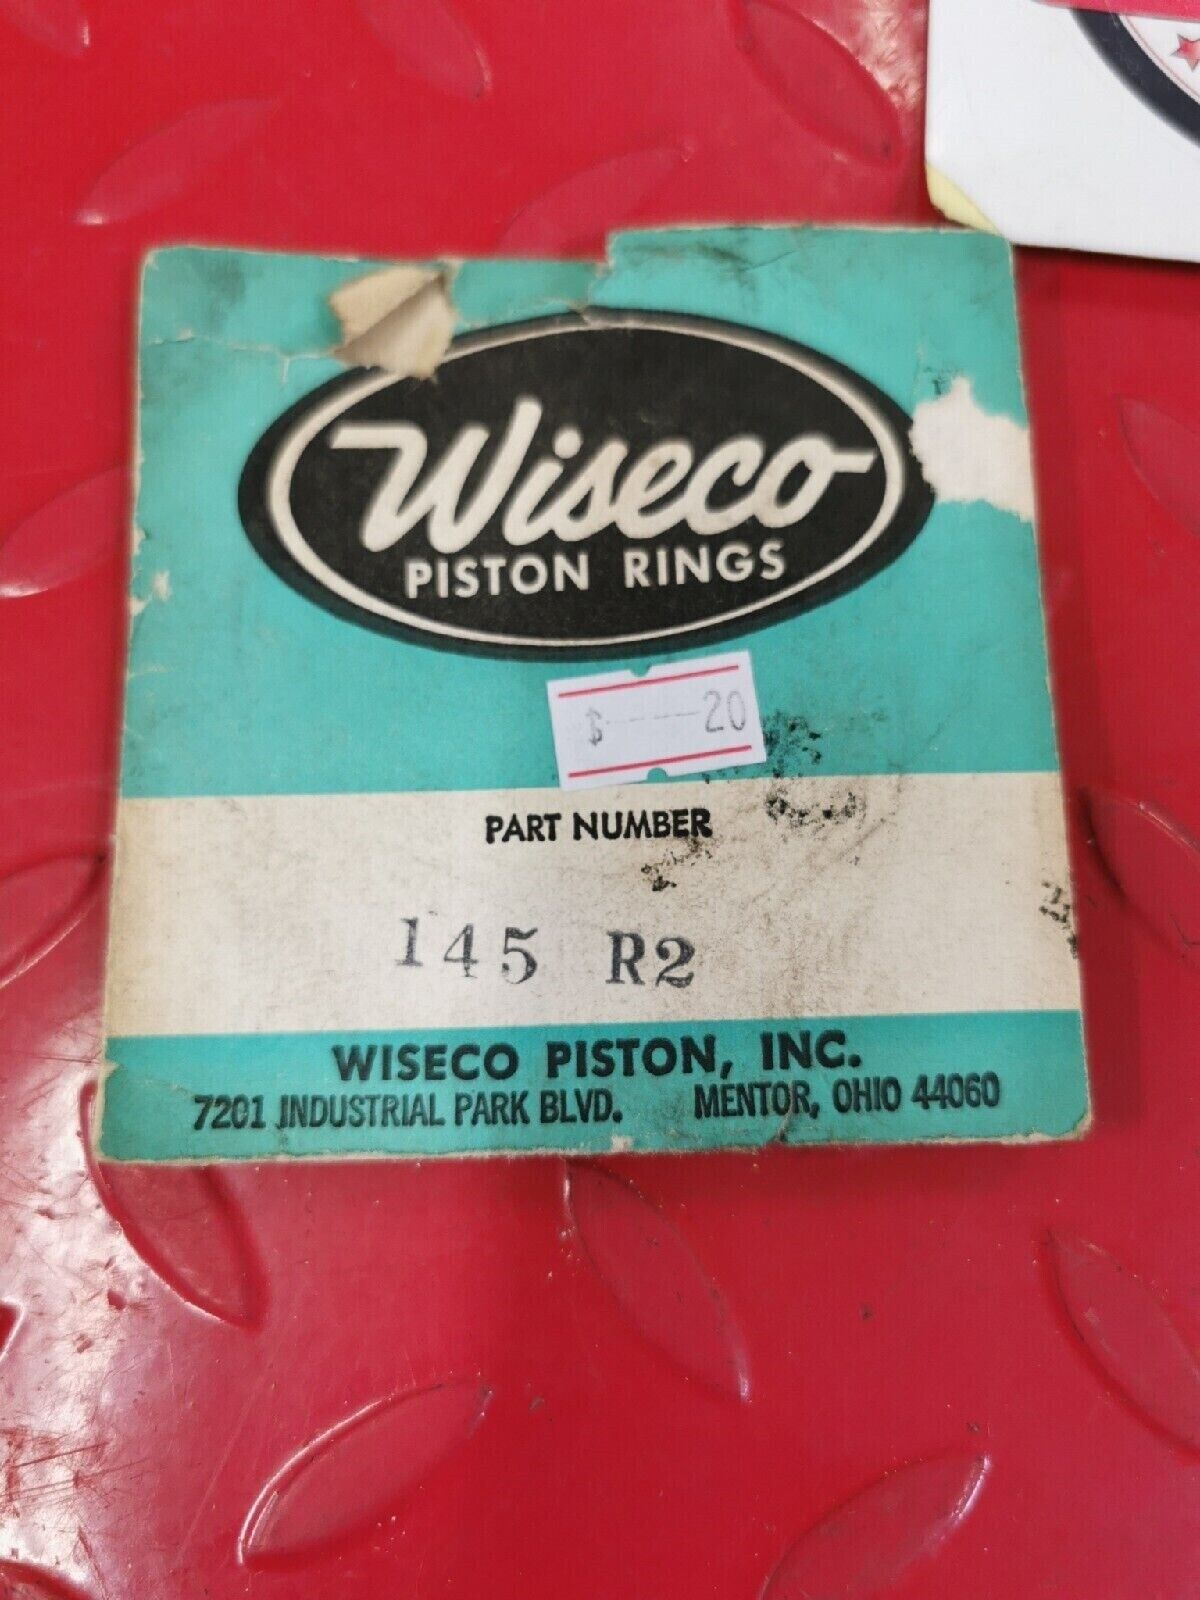 Wiseco
PISTON RINGS
$-----20
PART NUMBER
145 R2
WISECO PISTON, INC.
7201 INDUSTRIAL PARK BLVD. MENTOR, OHIO 44060